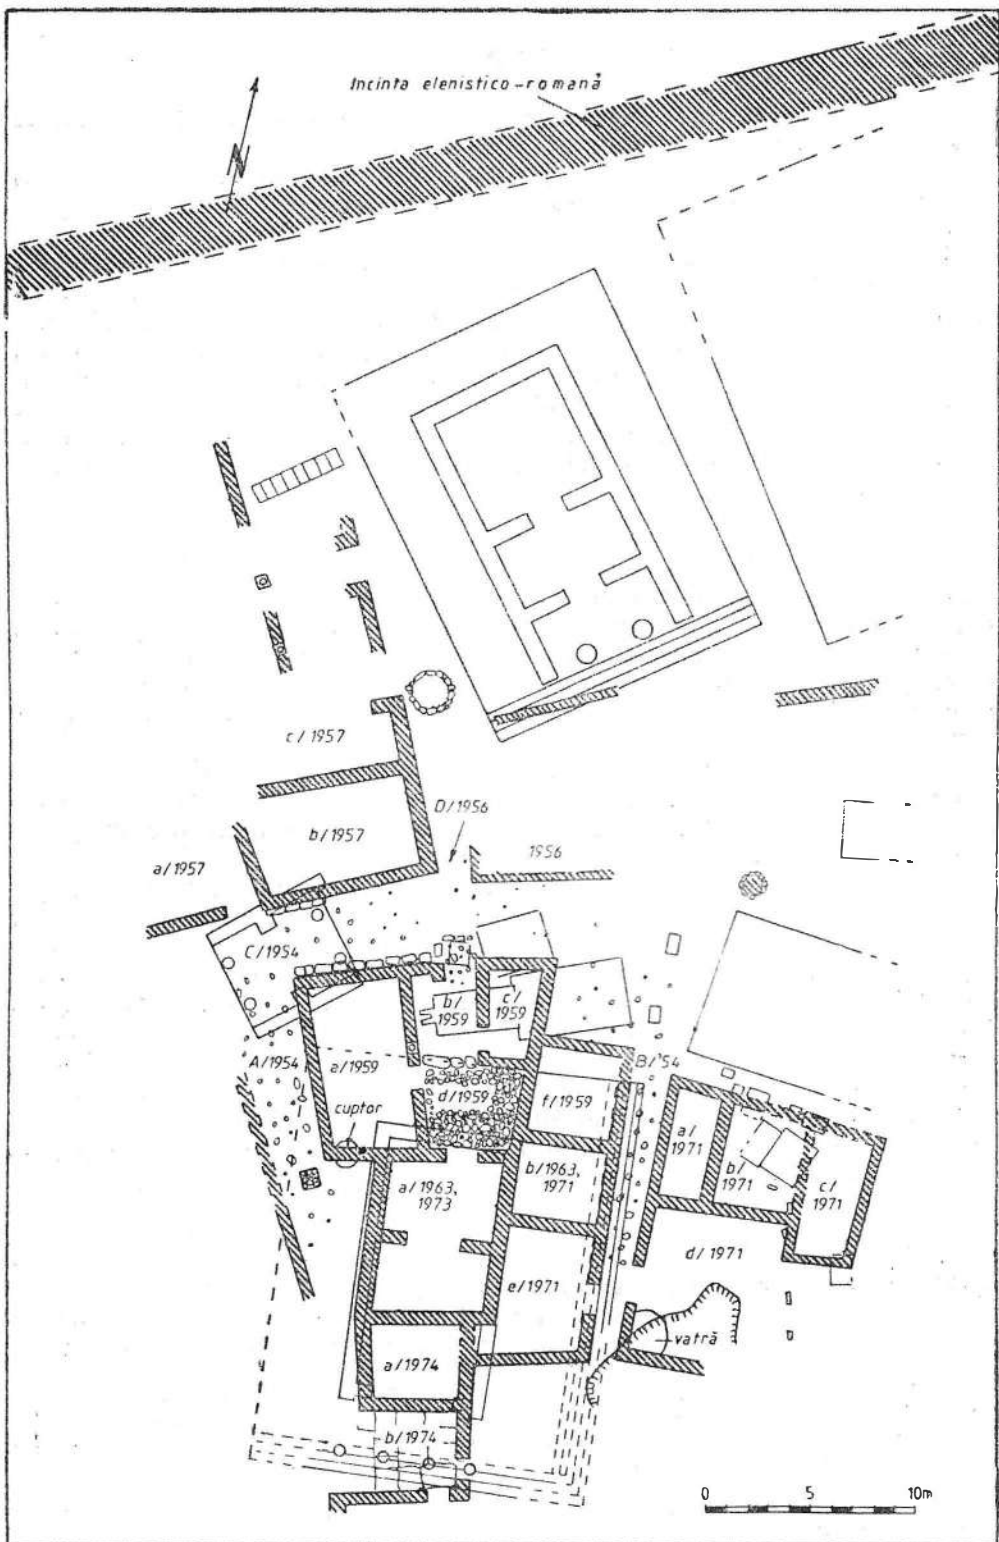 Incinta elenistico-romană
N
c/1957
D/1956
b/1957
1956
a/1957
C/1954
b/
1959
c/
1959
A/1954
a/1959
B/'54
d/1959
f/1959
cuptor
a/
1971
b/
1971
c/
1971
a/1963,
1973
b/1963,
1971
d/1971
e/1971
vatră
a/1974
b/1974
0 5 10m